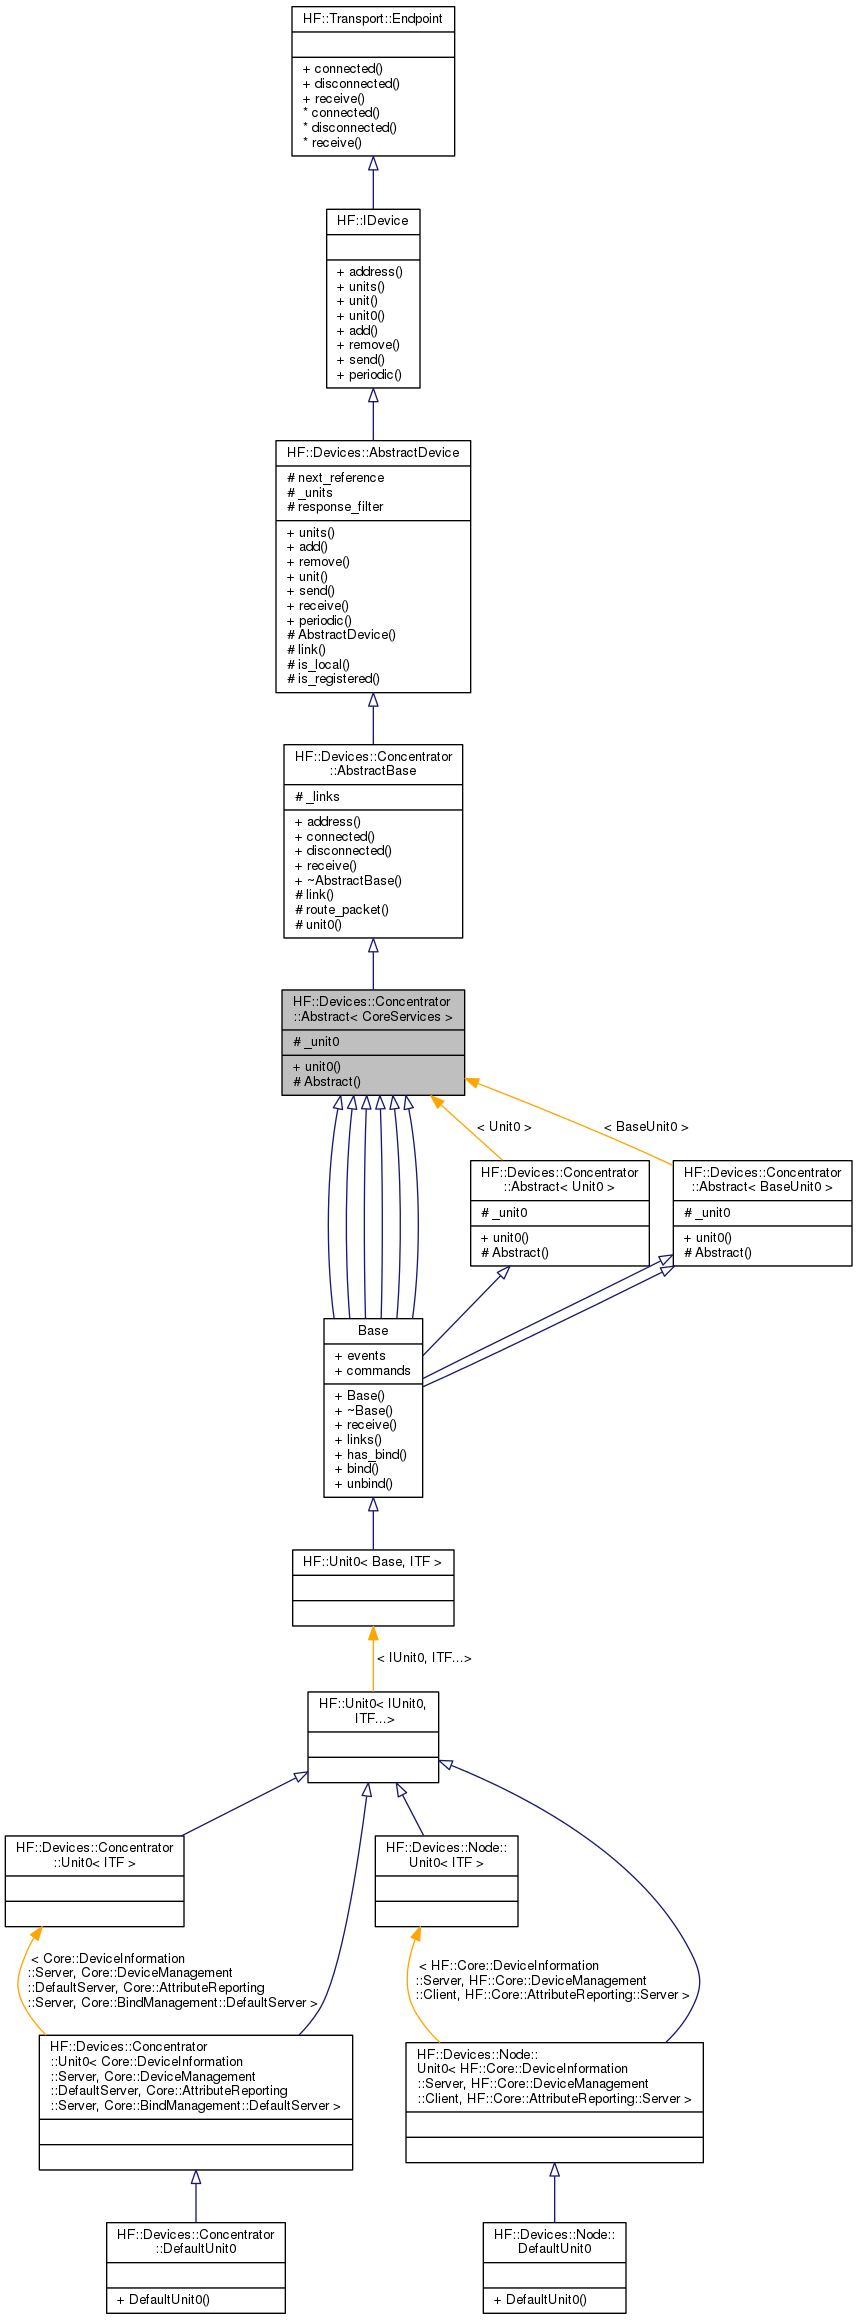 HF::Transport::Endpoint
+ connected()
+ disconnected()
+ receive()
* connected()
* disconnected()
* receive()
HF::IDevice
+ address()
+ units()
+ unit()
+ unit0()
+ add()
+ remove()
+ send()
+ periodic()
HF::Devices::AbstractDevice
# next_reference
# _units
# response_filter
+ units()
+ add()
+ remove()
+ unit()
+ send()
+ receive()
+ periodic()
# AbstractDevice()
# link()
# is_local()
# is_registered()
HF::Devices::Concentrator
::AbstractBase
# _links
+ address()
+ connected()
+ disconnected()
+ receive()
+ ~AbstractBase()
# link()
# route_packet()
# unit0()
HF::Devices::Concentrator
::Abstract< CoreServices >
# _unit0
+ unit0()
# Abstract()
< Unit0 >
< BaseUnit0 >
HF::Devices::Concentrator
::Abstract< Unit0 >
# _unit0
+ unit0()
# Abstract()
HF::Devices::Concentrator
::Abstract< BaseUnit0 >
# _unit0
+ unit0()
# Abstract()
Base
+ events
+ commands
+ Base()
+ ~Base()
+ receive()
+ links()
+ has_bind()
+ bind()
+ unbind()
HF::Unit0< Base, ITF >
< IUnit0, ITF...>
HF::Unit0< IUnit0,
ITF...>
HF::Devices::Concentrator
::Unit0< ITF >
HF::Devices::Node::
Unit0< ITF >
< Core::DeviceInformation
::Server, Core::DeviceManagement
::DefaultServer, Core::AttributeReporting
::Server, Core::BindManagement::DefaultServer >
< HF::Core::DeviceInformation
::Server, HF::Core::DeviceManagement
::Client, HF::Core::AttributeReporting::Server >
HF::Devices::Concentrator
::Unit0< Core::DeviceInformation
::Server, Core::DeviceManagement
::DefaultServer, Core::AttributeReporting
::Server, Core::BindManagement::DefaultServer >
HF::Devices::Node::
Unit0< HF::Core::DeviceInformation
::Server, HF::Core::DeviceManagement
::Client, HF::Core::AttributeReporting::Server >
HF::Devices::Concentrator
::DefaultUnit0
+ DefaultUnit0()
HF::Devices::Node::
DefaultUnit0
+ DefaultUnit0()